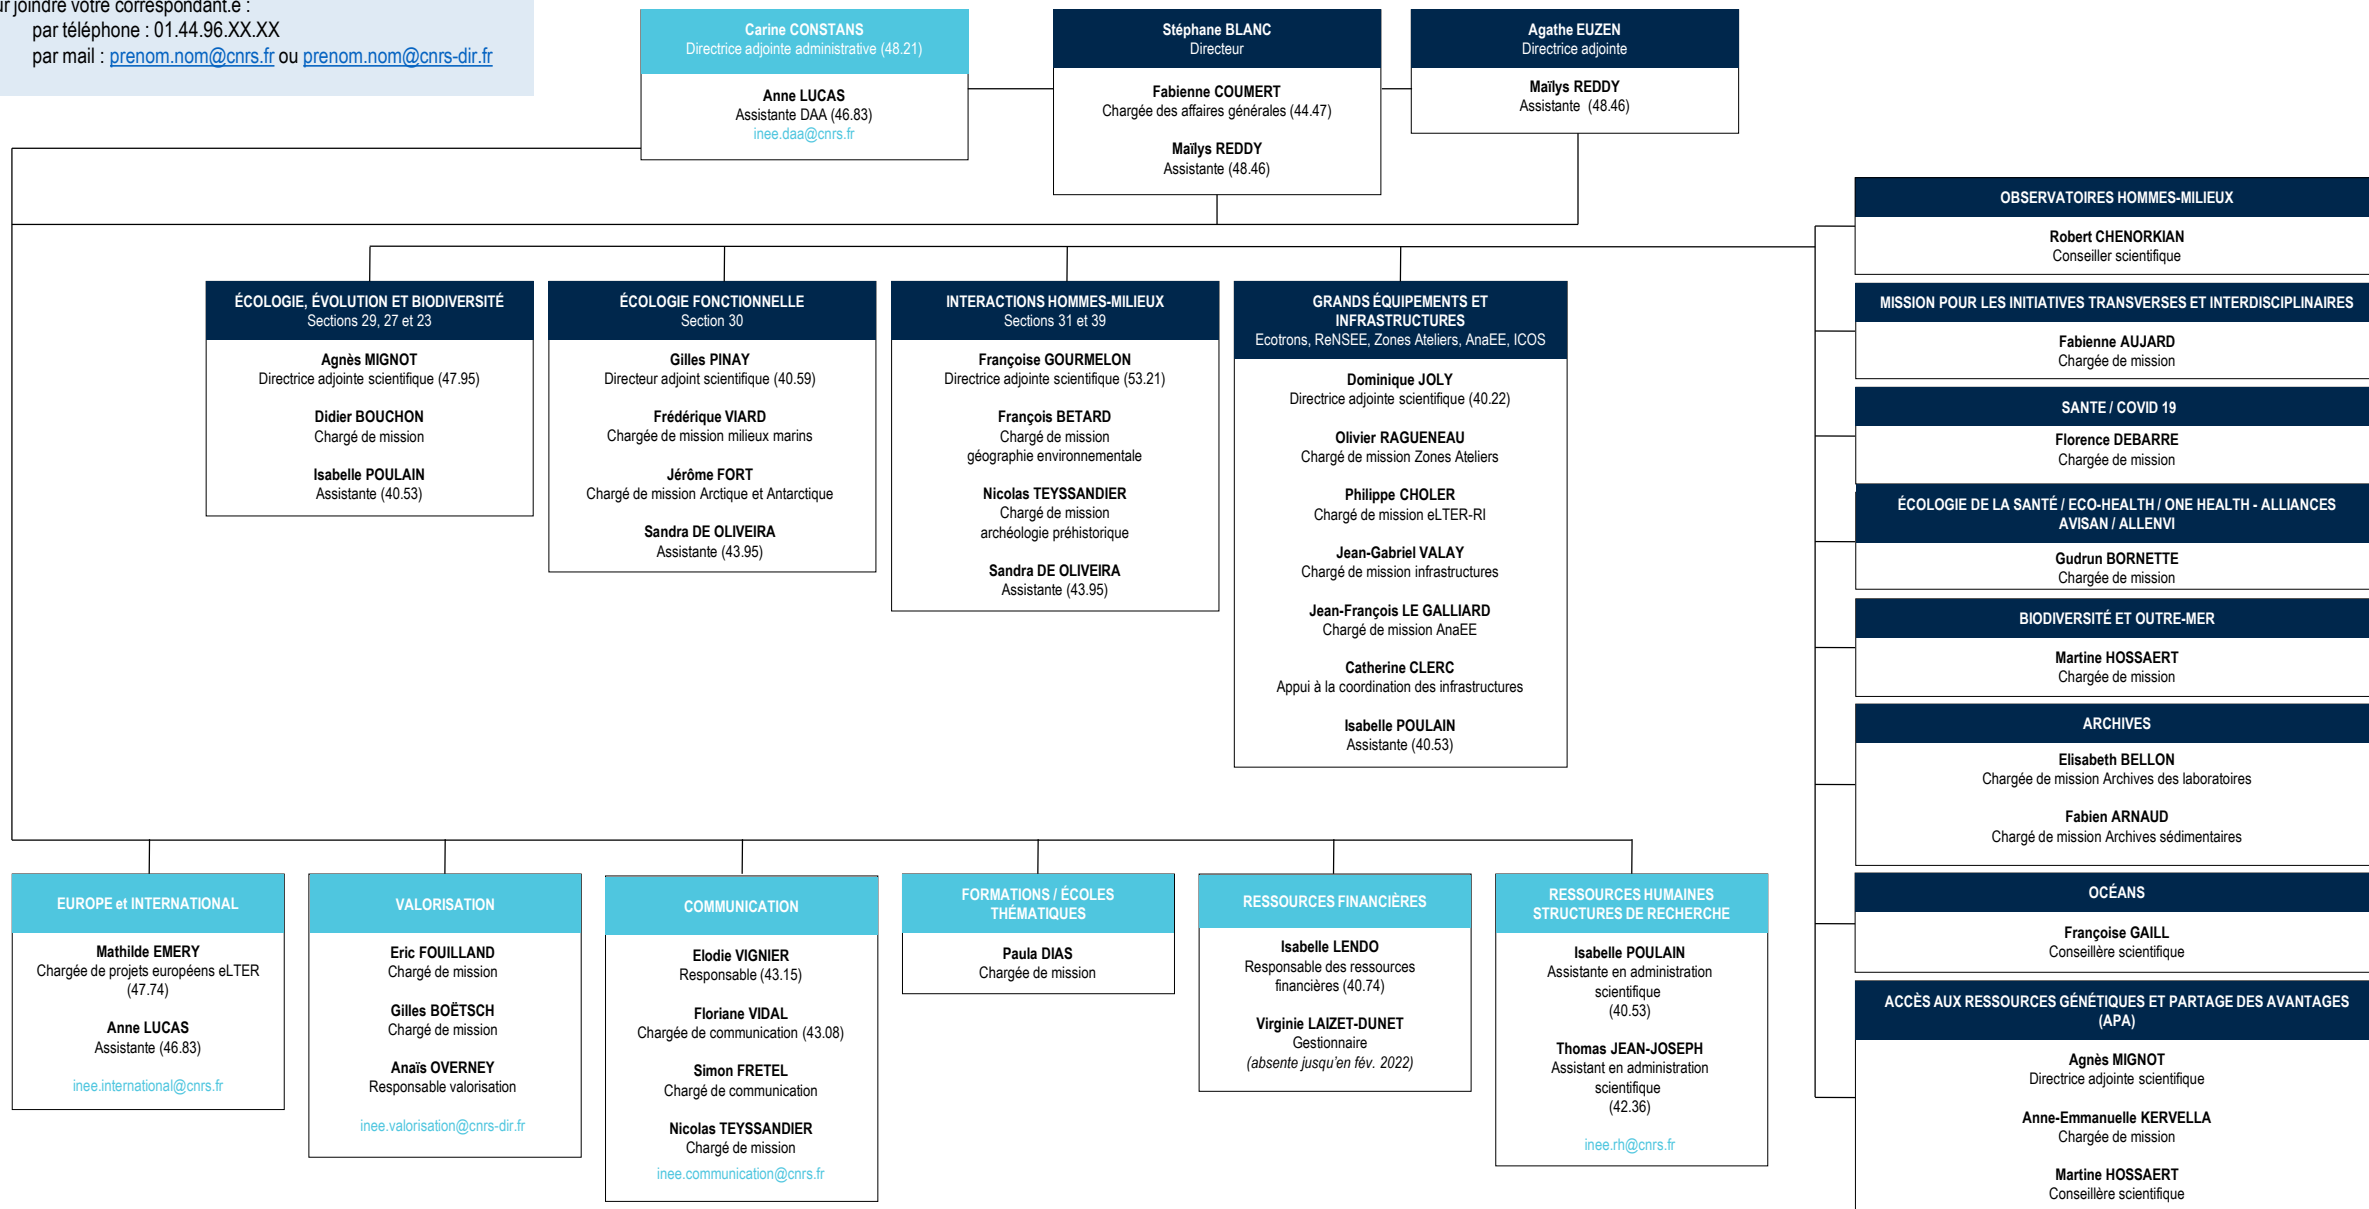 joindre votre correspondant.e :
par téléphone : 01.44.96.XX.XX
par mail : prenom.nom@cnrs.fr ou prenom.nom@cnrs-dir.fr
Carine CONSTANS
Directrice adjointe administrative (48.21)
Anne LUCAS
Assistante DAA (46.83)
inee.daa@cnrs.fr
Stéphane BLANC
Directeur
Fabienne COUMERT
Chargée des affaires générales (44.47)
Maïlys REDDY
Assistante (48.46)
Agathe EUZEN
Directrice adjointe
Maïlys REDDY
Assistante (48.46)
ÉCOLOGIE, ÉVOLUTION ET BIODIVERSITÉ
Sections 29, 27 et 23
Agnès MIGNOT
Directrice adjointe scientifique (47.95)
Didier BOUCHON
Chargé de mission
Isabelle POULAIN
Assistante (40.53)
ÉCOLOGIE FONCTIONNELLE
Section 30
Gilles PINAY
Directeur adjoint scientifique (40.59)
Frédérique VIARD
Chargée de mission milieux marins
Jérôme FORT
Chargé de mission Arctique et Antarctique
Sandra DE OLIVEIRA
Assistante (43.95)
INTERACTIONS HOMMES-MILIEUX
Sections 31 et 39
Françoise GOURMELON
Directrice adjointe scientifique (53.21)
François BETARD
Chargé de mission
géographie environnementale
Nicolas TEYSSANDIER
Chargé de mission
archéologie préhistorique
Sandra DE OLIVEIRA
Assistante (43.95)
GRANDS ÉQUIPEMENTS ET
INFRASTRUCTURES
Ecotrons, ReNSEE, Zones Ateliers, AnaEE, ICOS
Dominique JOLY
Directrice adjointe scientifique (40.22)
Olivier RAGUENEAU
Chargé de mission Zones Ateliers
Philippe CHOLER
Chargé de mission eLTER-RI
Jean-Gabriel VALAY
Chargé de mission infrastructures
Jean-François LE GALLIARD
Chargé de mission AnaEE
Catherine CLERC
Appui à la coordination des infrastructures
Isabelle POULAIN
Assistante (40.53)
OBSERVATOIRES HOMMES-MILIEUX
Robert CHENORKIAN
Conseiller scientifique
MISSION POUR LES INITIATIVES TRANSVERSES ET INTERDISCIPLINAIRES
Fabienne AUJARD
Chargée de mission
SANTE / COVID 19
Florence DEBARRE
Chargée de mission
ÉCOLOGIE DE LA SANTÉ / ECO-HEALTH / ONE HEALTH - ALLIANCES
AVISAN / ALLENVI
Gudrun BORNETTE
Chargée de mission
BIODIVERSITÉ ET OUTRE-MER
Martine HOSSAERT
Chargée de mission
ARCHIVES
Elisabeth BELLON
Chargée de mission Archives des laboratoires
Fabien ARNAUD
Chargé de mission Archives sédimentaires
OCÉANS
Françoise GAILL
Conseillère scientifique
ACCÈS AUX RESSOURCES GÉNÉTIQUES ET PARTAGE DES AVANTAGES
(APA)
Agnès MIGNOT
Directrice adjointe scientifique
Anne-Emmanuelle KERVELLA
Chargée de mission
Martine HOSSAERT
Conseillère scientifique
EUROPE et INTERNATIONAL
Mathilde EMERY
Chargée de projets européens eLTER
(47.74)
Anne LUCAS
Assistante (46.83)
inee.international@cnrs.fr
VALORISATION
Eric FOUILLAND
Chargé de mission
Gilles BOËTSCH
Chargé de mission
Anaïs OVERNEY
Responsable valorisation
inee.valorisation@cnrs-dir.fr
COMMUNICATION
Elodie VIGNIER
Responsable (43.15)
Floriane VIDAL
Chargée de communication (43.08)
Simon FRETEL
Chargé de communication
Nicolas TEYSSANDIER
Chargé de mission
inee.communication@cnrs.fr
FORMATIONS / ÉCOLES
THÉMATIQUES
Paula DIAS
Chargée de mission
RESSOURCES FINANCIÈRES
Isabelle LENDO
Responsable des ressources
financières (40.74)
Virginie LAIZET-DUNET
Gestionnaire
(absente jusqu'en fév. 2022)
RESSOURCES HUMAINES
STRUCTURES DE RECHERCHE
Isabelle POULAIN
Assistante en administration
scientifique
(40.53)
Thomas JEAN-JOSEPH
Assistant en administration
scientifique
(42.36)
inee.rh@cnrs.fr